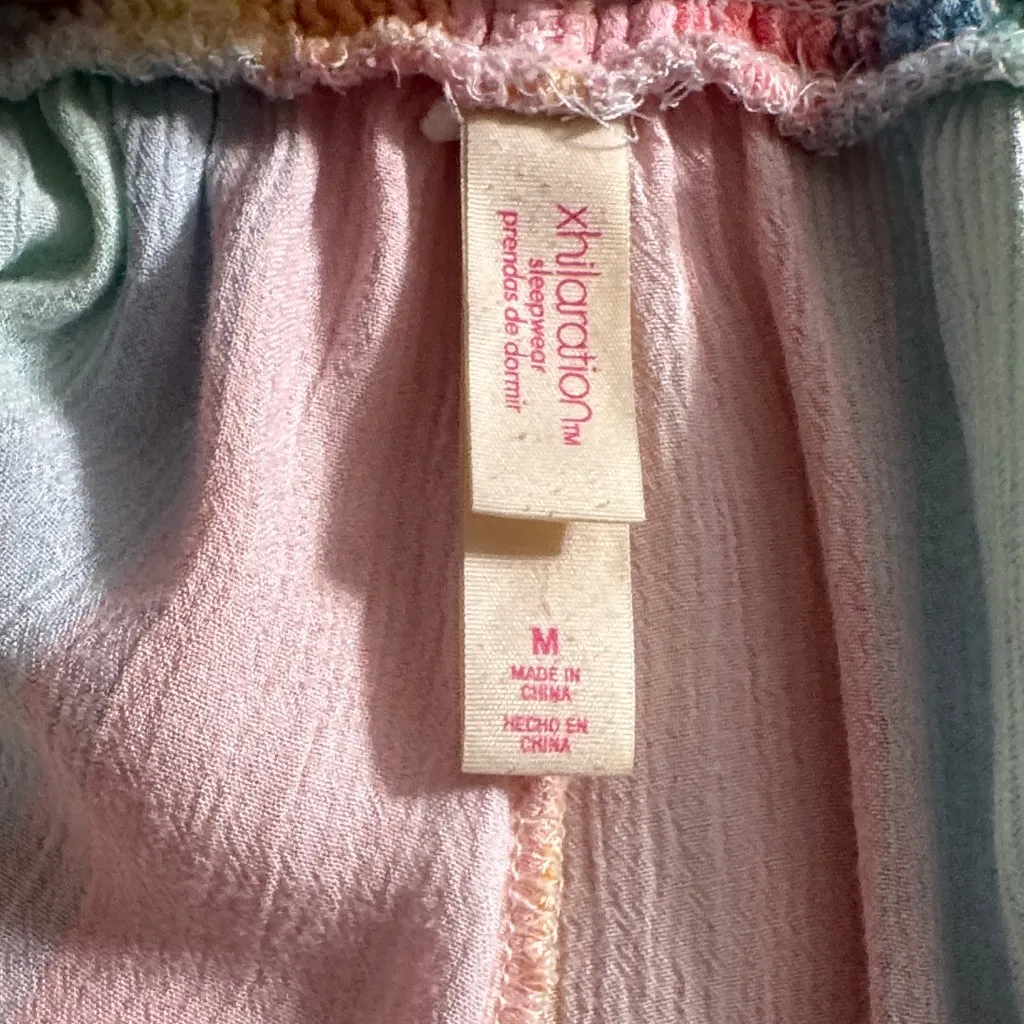 xhilaration™
sleepwear
prendas de dormir
M
MADE IN
CHINA
HECHO EN
CHINA